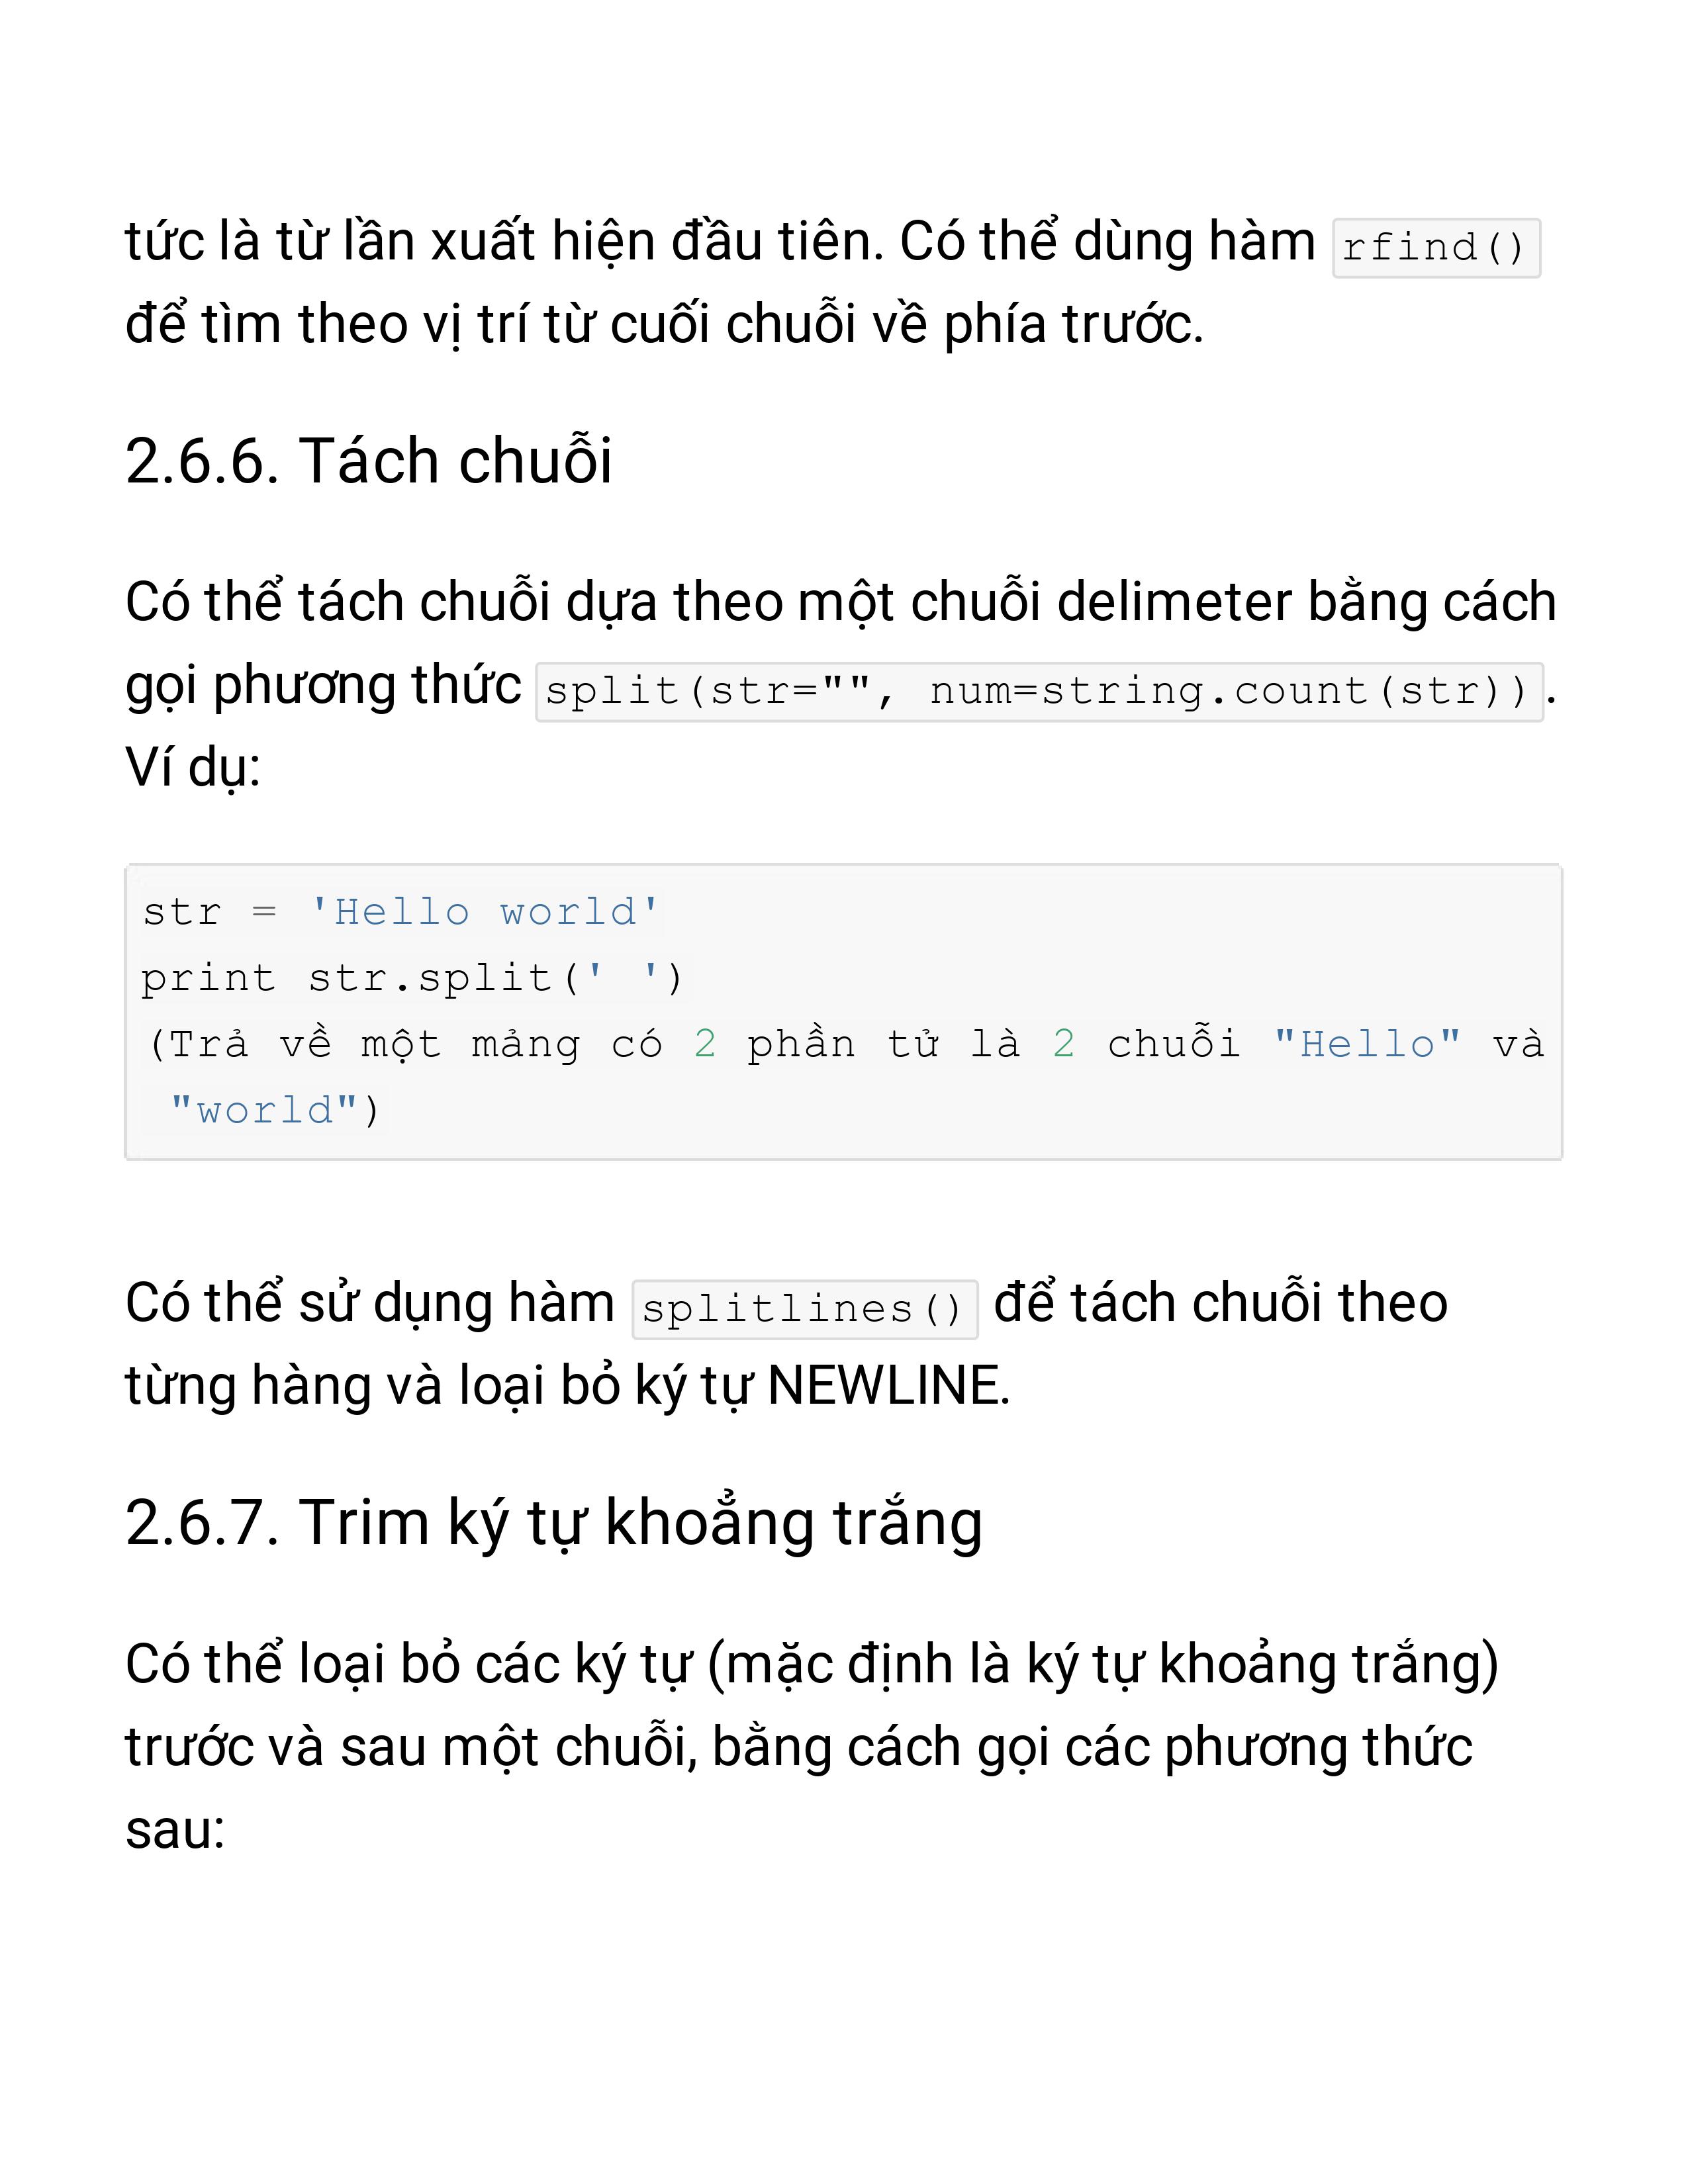 tức là từ lần xuất hiện đầu tiên. Có thể dùng hàm rfind()
để tìm theo vị trí từ cuối chuỗi về phía trước.
2.6.6. Tách chuỗi
Có thể tách chuỗi dựa theo một chuỗi delimeter bằng cách
gọi phương thức split(str="", num=string.count(str)).
Ví dụ:
str = 'Hello world'
print str.split(' ')
(Trả về một mảng có 2 phần tử là 2 chuỗi "Hello" và
"world")
Có thể sử dụng hàm splitlines() để tách chuỗi theo
từng hàng và loại bỏ ký tự NEWLINE.
2.6.7. Trim ký tự khoẳng trắng
Có thể loại bỏ các ký tự (mặc định là ký tự khoảng trắng)
trước và sau một chuỗi, bằng cách gọi các phương thức
sau: